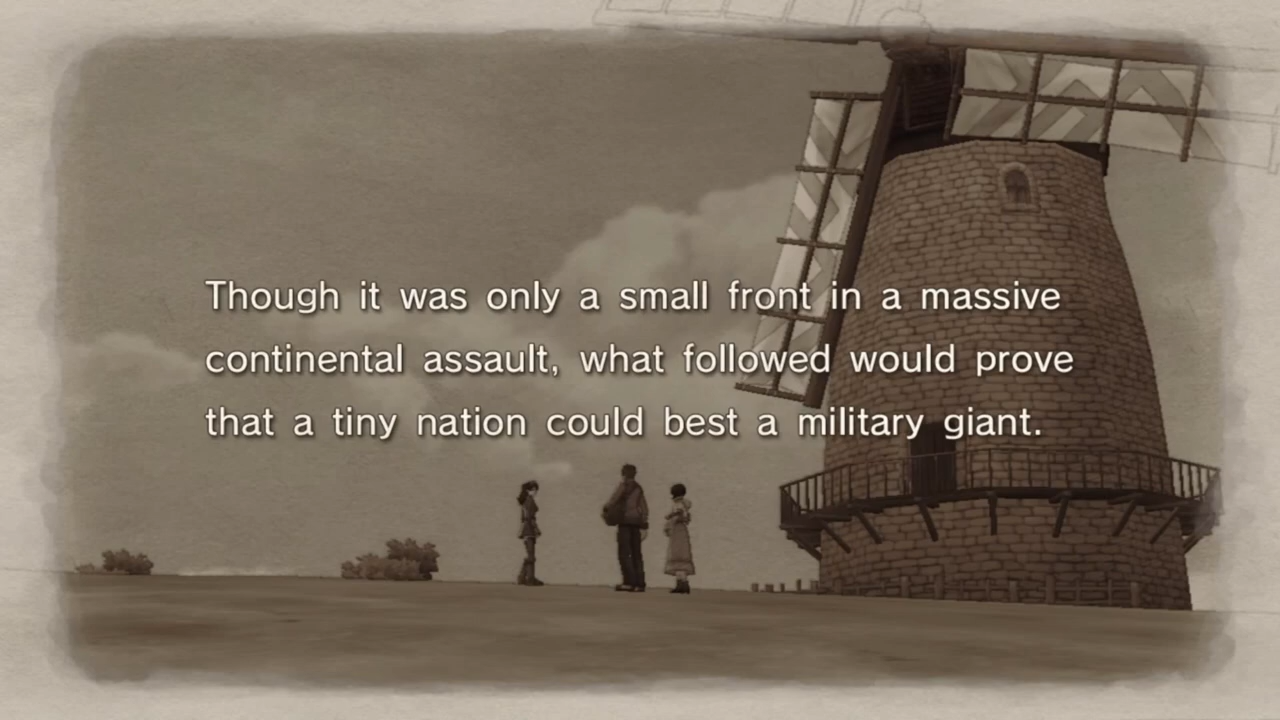 Though it was only a small front in a massive
continental assault, what followed would prove
that a tiny nation could best a military giant.